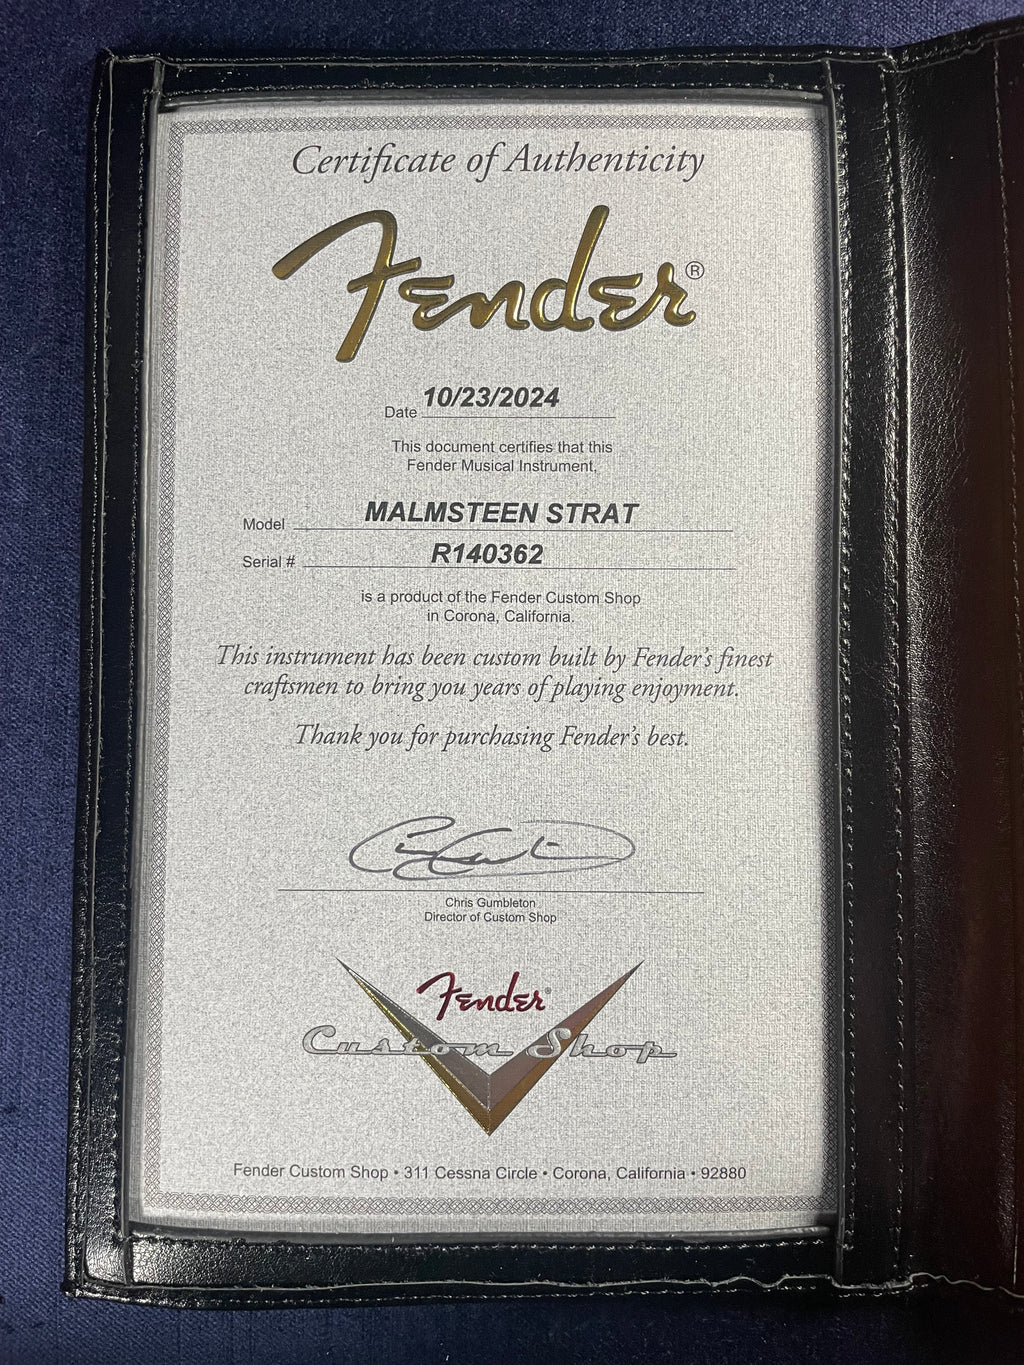 Certificate of Authenticity
Fender®
Date 10/23/2024
This document certifies that this
Fender Musical Instrument,
Model MALMSTEEN STRAT
Serial # R140362
is a product of the Fender Custom Shop
in Corona, California.
This instrument has been custom built by Fender's finest
craftsmen to bring you years of playing enjoyment.
Thank you for purchasing Fender's best.
Chris Gumbleton
Director of Custom Shop
Fender®
Custom Shop
Fender Custom Shop • 311 Cessna Circle • Corona, California • 92880